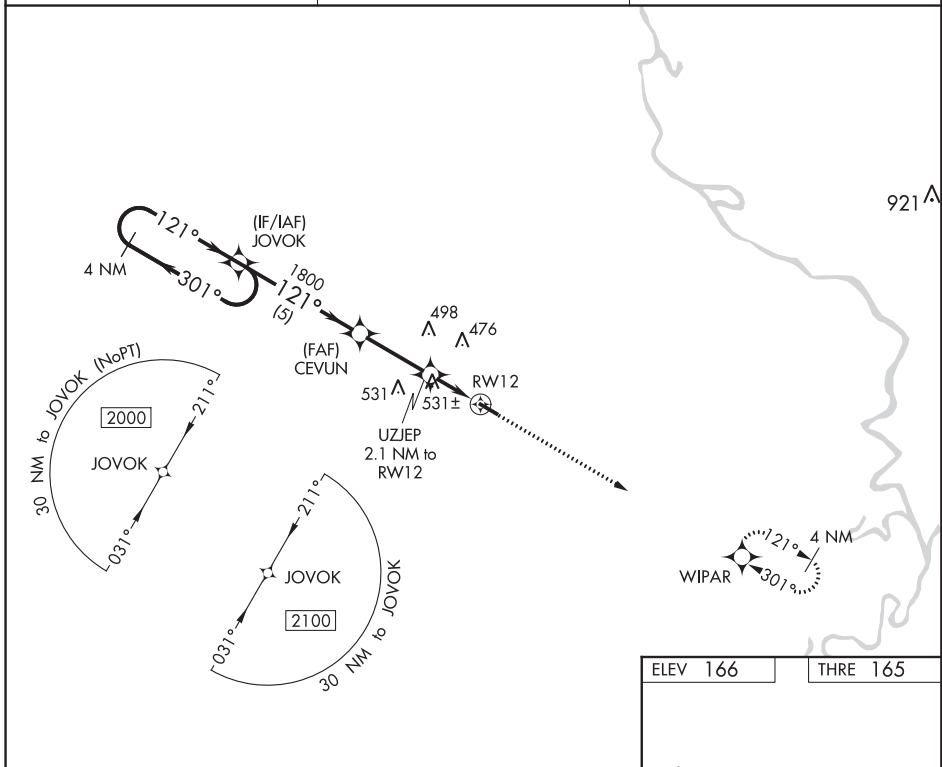 921
121°
(IF/IAF)
JOVOK
4 NM
301°
1800
121°
(5)
498
476
(FAF)
CEVUN
RW12
531
531±
UZJEP
2.1 NM to
RW12
30 NM to JOVOK (NoPT)
2000
211°
JOVOK
031°
211°
JOVOK
2100
031°
30 NM to JOVOK
121°
4 NM
WIPAR
301°
ELEV 166
THRE 165